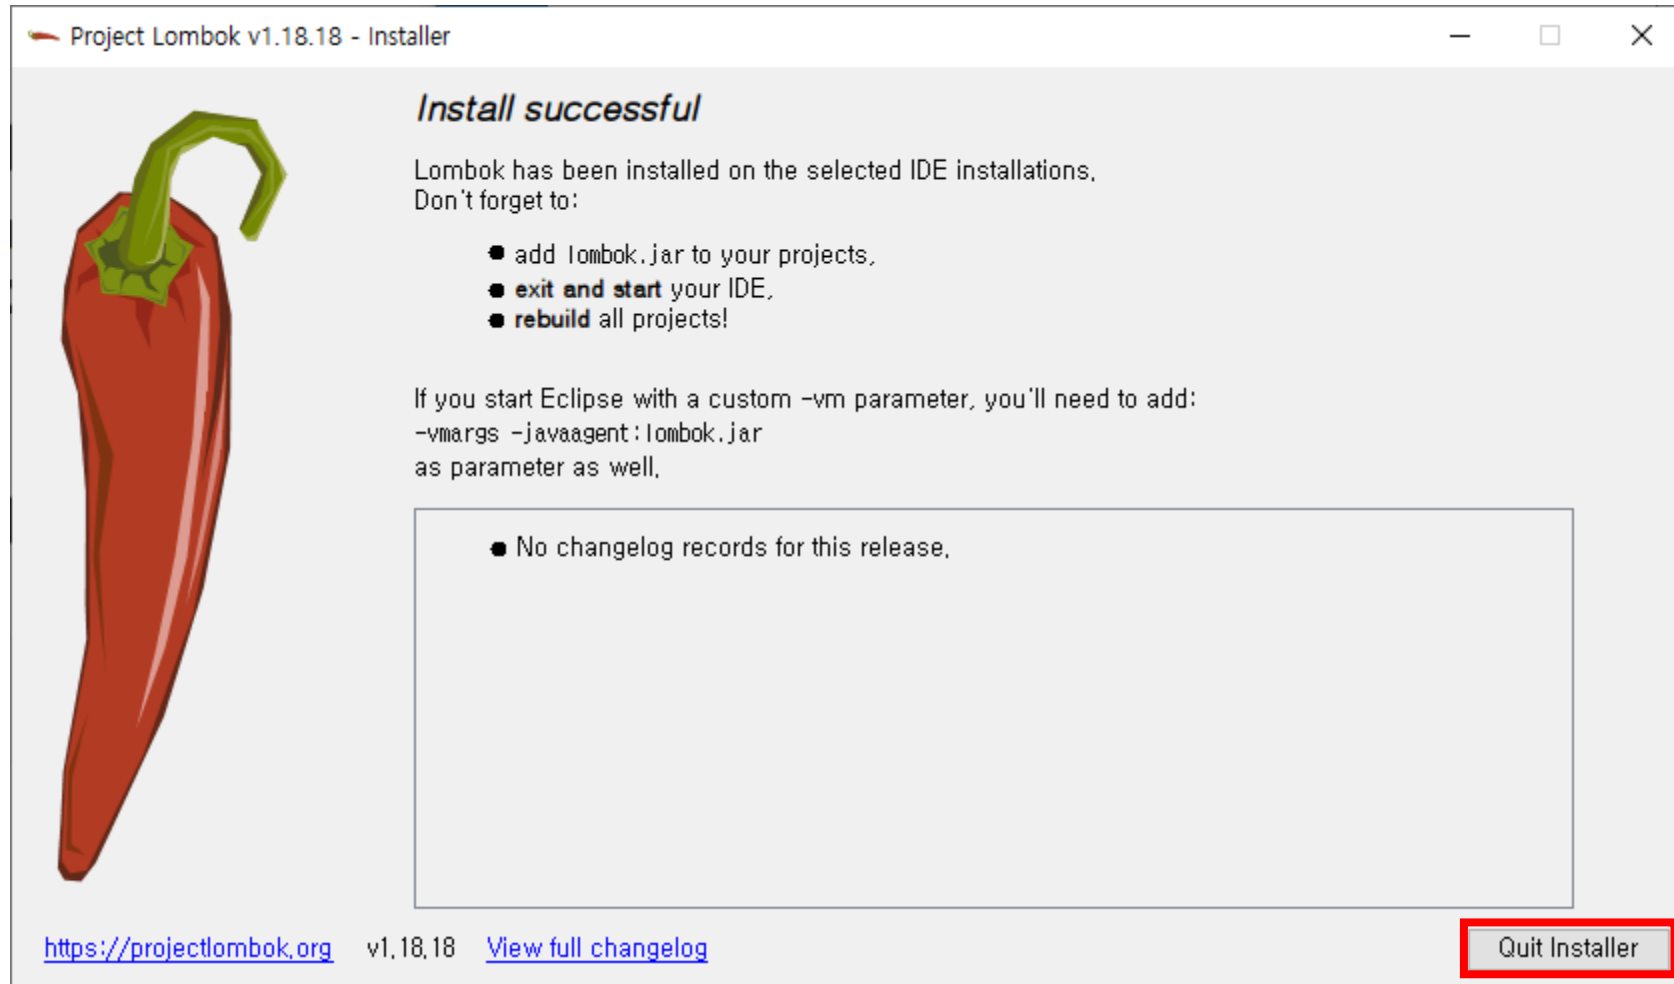 Project Lombok v1.18.18 - Installer
Install successful
Lombok has been installed on the selected IDE installations.
Don't forget to:
● add lombok.jar to your projects,
● exit and start your IDE,
● rebuild all projects!
If you start Eclipse with a custom -vm parameter, you'll need to add:
-vmargs -javaagent:lombok.jar
as parameter as well.
● No changelog records for this release.
https://projectlombok.org v1.18.18 View full changelog Quit Installer